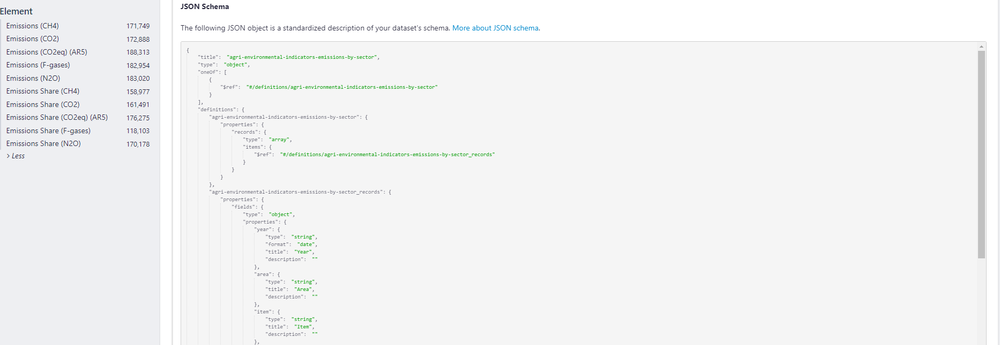 Element
Emissions (CH4) 171,749
Emissions (CO2) 172,888
Emissions (CO2eq) (AR5) 188,313
Emissions (F-gases) 182,954
Emissions (N2O) 183,020
Emissions Share (CH4) 158,977
Emissions Share (CO2) 161,491
Emissions Share (CO2eq) (AR5) 176,275
Emissions Share (F-gases) 118,103
Emissions Share (N2O) 170,178
> Less
JSON Schema
The following JSON object is a standardized description of your dataset's schema. More about JSON schema.
{
"title": "agri-environmental-indicators-emissions-by-sector",
"type": "object",
"oneOf": [
{
"$ref": "#/definitions/agri-environmental-indicators-emissions-by-sector"
}
],
"definitions": {
"agri-environmental-indicators-emissions-by-sector": {
"properties": {
"records": {
"type": "array",
"items": {
"$ref": "#/definitions/agri-environmental-indicators-emissions-by-sector_records"
}
}
}
},
"agri-environmental-indicators-emissions-by-sector_records": {
"properties": {
"fields": {
"type": "object",
"properties": {
"year": {
"type": "string",
"format": "date",
"title": "Year",
"description": ""
},
"area": {
"type": "string",
"title": "Area",
"description": ""
},
"item": {
"type": "string",
"title": "Item",
"description": ""
},